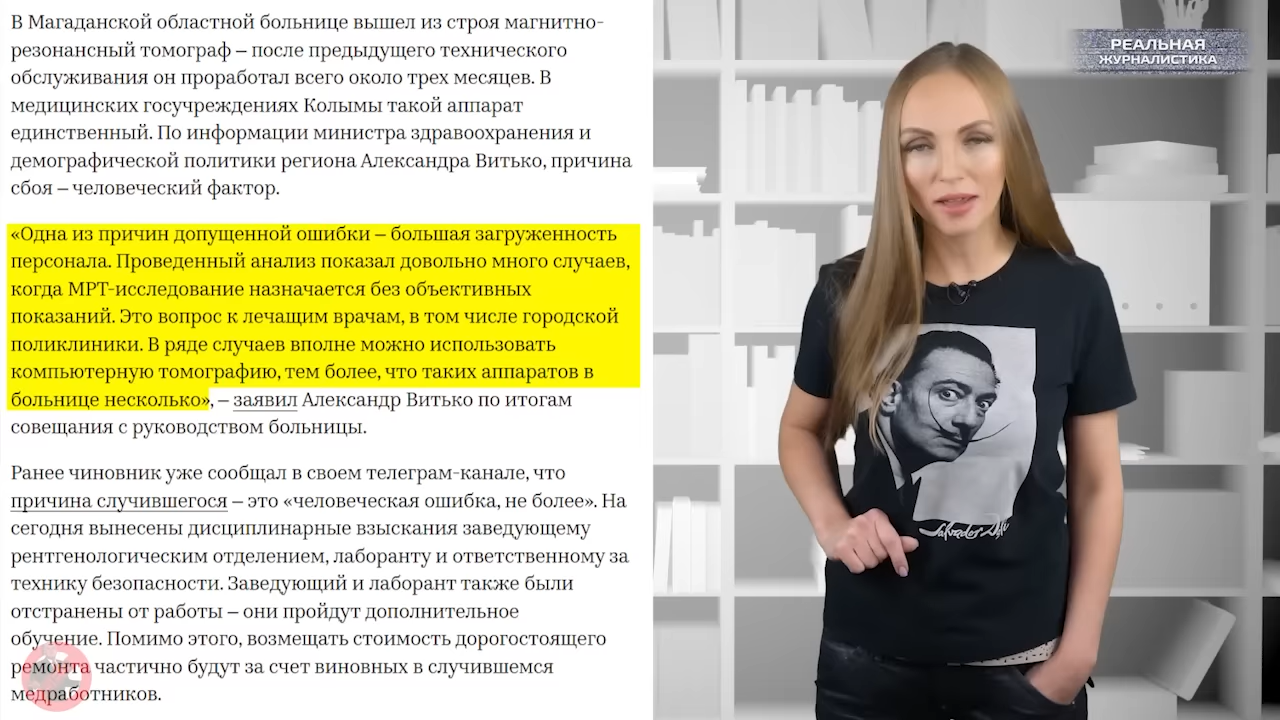 В Магаданской областной больнице вышел из строя магнитно-
резонансный томограф – после предыдущего технического
обслуживания он проработал всего около трех месяцев. В
медицинских госучреждениях Колымы такой аппарат
единственный. По информации министра здравоохранения и
демографической политики региона Александра Витько, причина
сбоя – человеческий фактор.
«Одна из причин допущенной ошибки – большая загруженность
персонала. Проведенный анализ показал довольно много случаев,
когда МРТ-исследование назначается без объективных
показаний. Это вопрос к лечащим врачам, в том числе городской
поликлиники. В ряде случаев вполне можно использовать
компьютерную томографию, тем более, что таких аппаратов в
больнице несколько», – заявил Александр Витько по итогам
совещания с руководством больницы.
Ранее чиновник уже сообщал в своем телеграм-канале, что
причина случившегося – это «человеческая ошибка, не более». На
сегодня вынесены дисциплинарные взыскания заведующему
рентгенологическим отделением, лаборанту и ответственному за
технику безопасности. Заведующий и лаборант также были
отстранены от работы – они пройдут дополнительное
обучение. Помимо этого, возмещать стоимость дорогостоящего
ремонта частично будут за счет виновных в случившемся
медработников.
РЕАЛЬНАЯ
ЖУРНАЛИСТИКА
Salvador Dalí